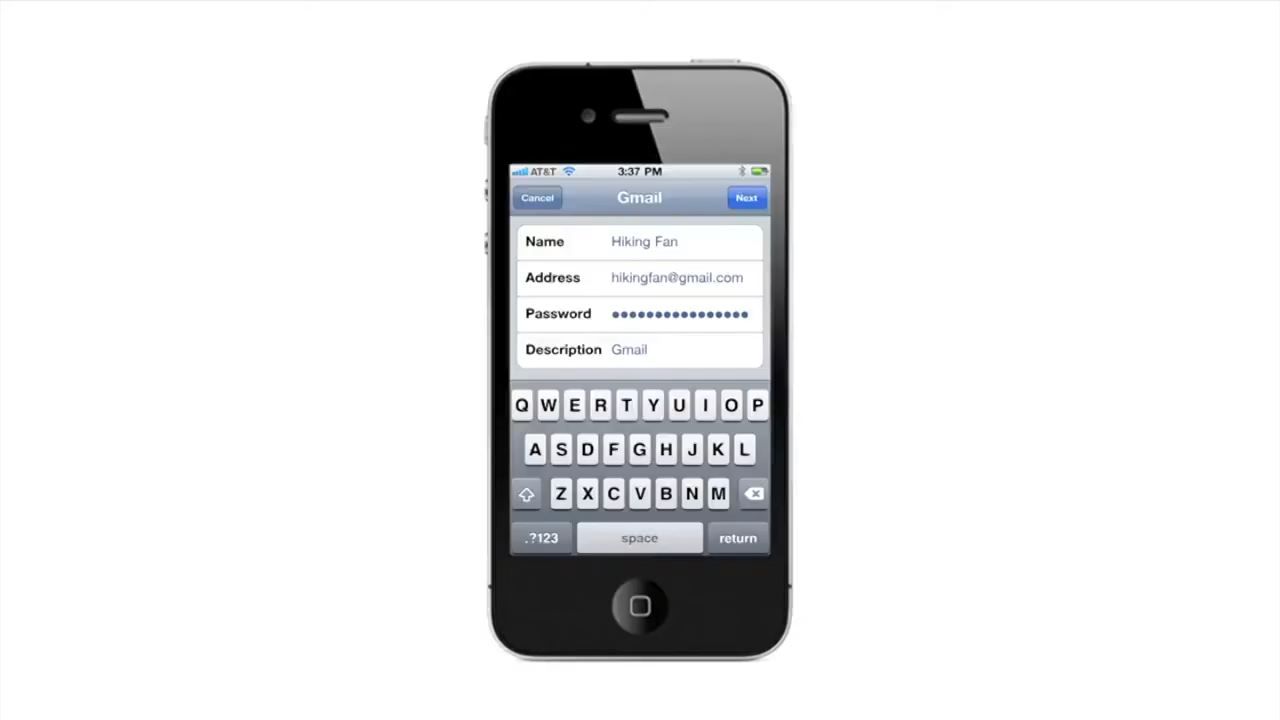 AT&T 3:37 PM
Cancel Gmail Next
Name Hiking Fan
Address hikingfan@gmail.com
Password ••••••••••••••••
Description Gmail
Q W E R T Y U I O P
A S D F G H J K L
Z X C V B N M
.?123 space return